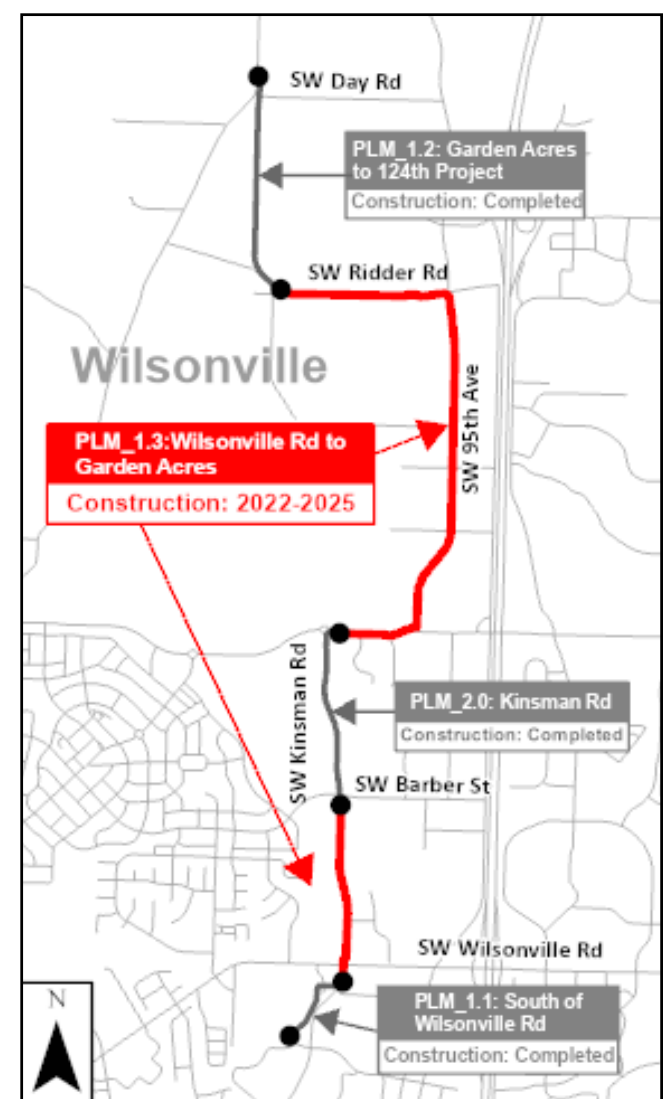 SW Day Rd
PLM_1.2: Garden Acres
to 124th Project
Construction: Completed
SW Ridder Rd
Wilsonville
SW 95th Ave
PLM_1.3:Wilsonville Rd to
Garden Acres
Construction: 2022-2025
SW Kinsman Rd
PLM_2.0: Kinsman Rd
Construction: Completed
SW Barber St
SW Wilsonville Rd
N
PLM_1.1: South of
Wilsonville Rd
Construction: Completed